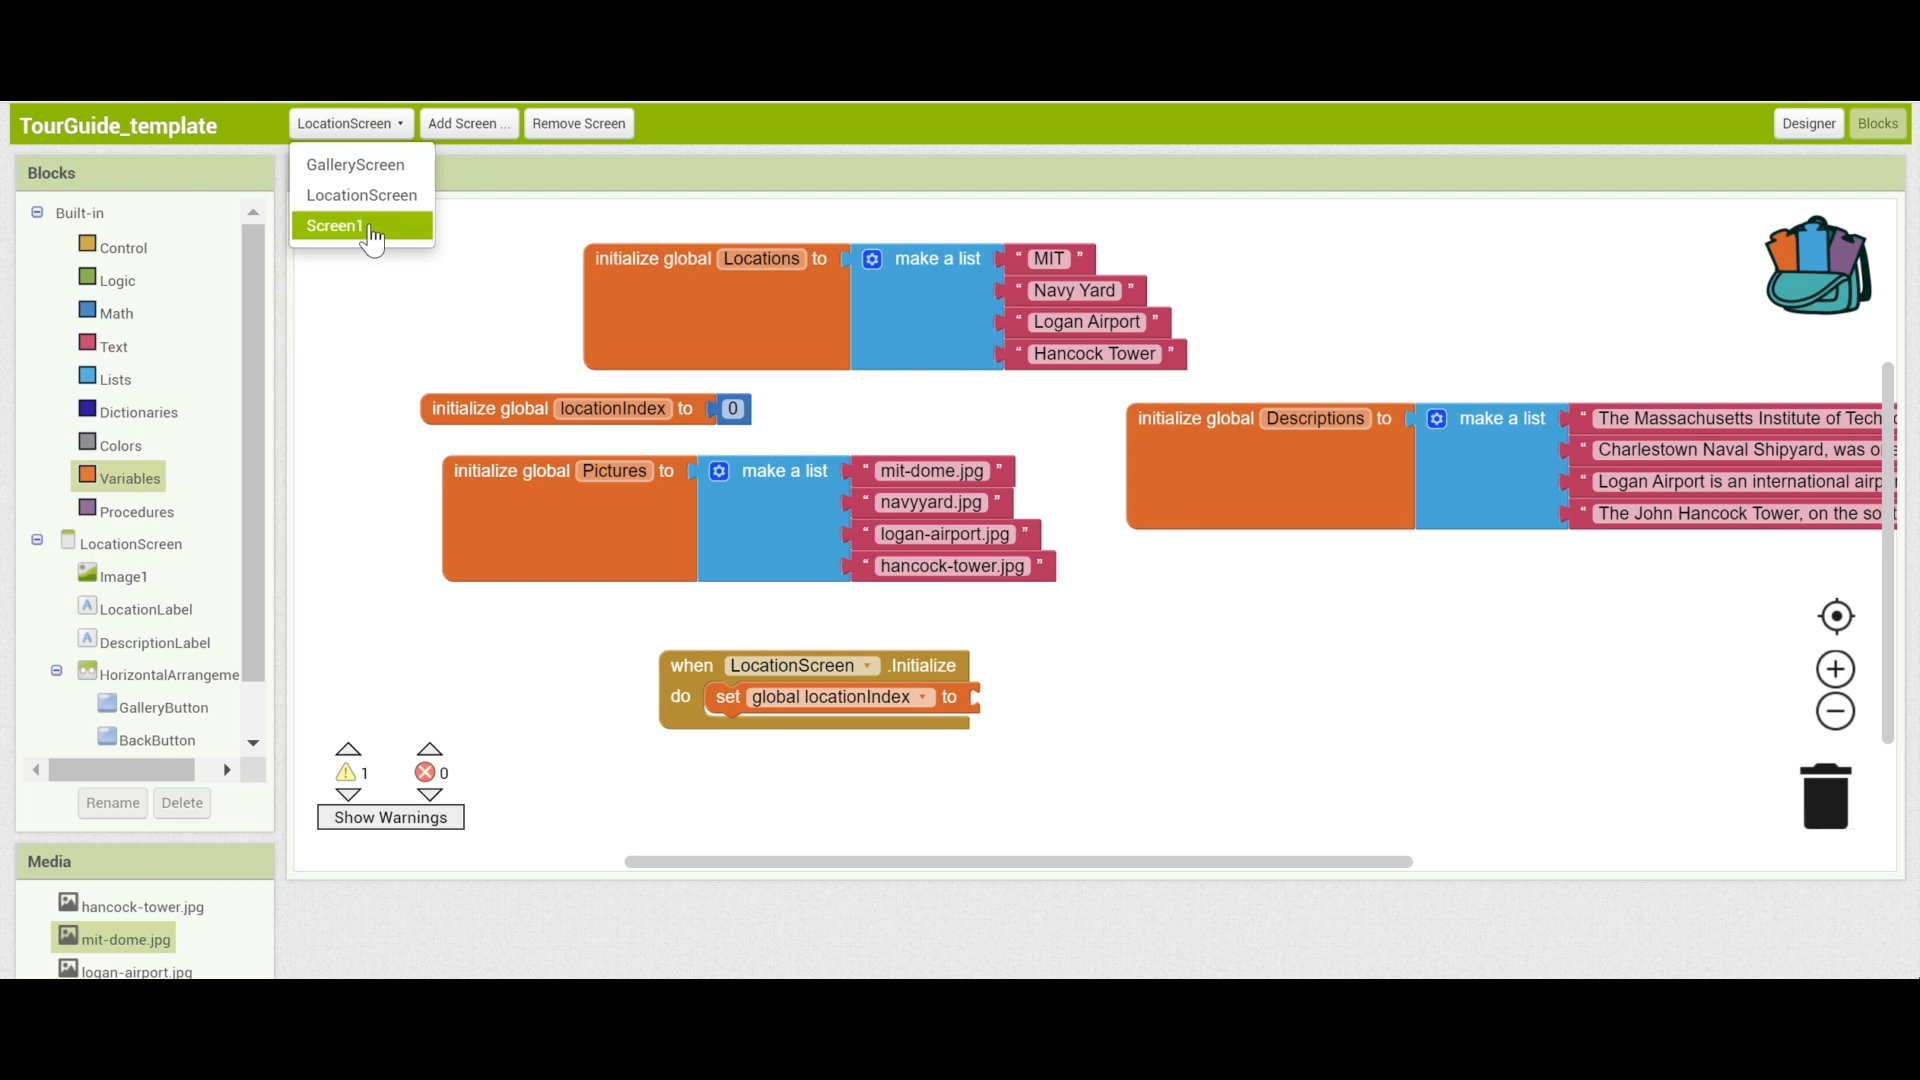 TourGuide_template
LocationScreen
Add Screen ...
Remove Screen
Designer
Blocks
GalleryScreen
LocationScreen
Screen1
Blocks
Built-in
Control
Logic
Math
Text
Lists
Dictionaries
Colors
Variables
Procedures
LocationScreen
Image1
LocationLabel
DescriptionLabel
HorizontalArrangeme
GalleryButton
BackButton
Rename
Delete
Media
hancock-tower.jpg
mit-dome.jpg
logan-airport.jpg
initialize global Locations to make a list " MIT "
" Navy Yard "
" Logan Airport "
" Hancock Tower "
initialize global locationIndex to 0
initialize global Descriptions to make a list " The Massachusetts Institute of Tech
" Charlestown Naval Shipyard, was
" Logan Airport is an international airp
" The John Hancock Tower, on the
initialize global Pictures to make a list " mit-dome.jpg "
" navyyard.jpg "
" logan-airport.jpg "
" hancock-tower.jpg "
when LocationScreen .Initialize
do set global locationIndex to
1
0
Show Warnings